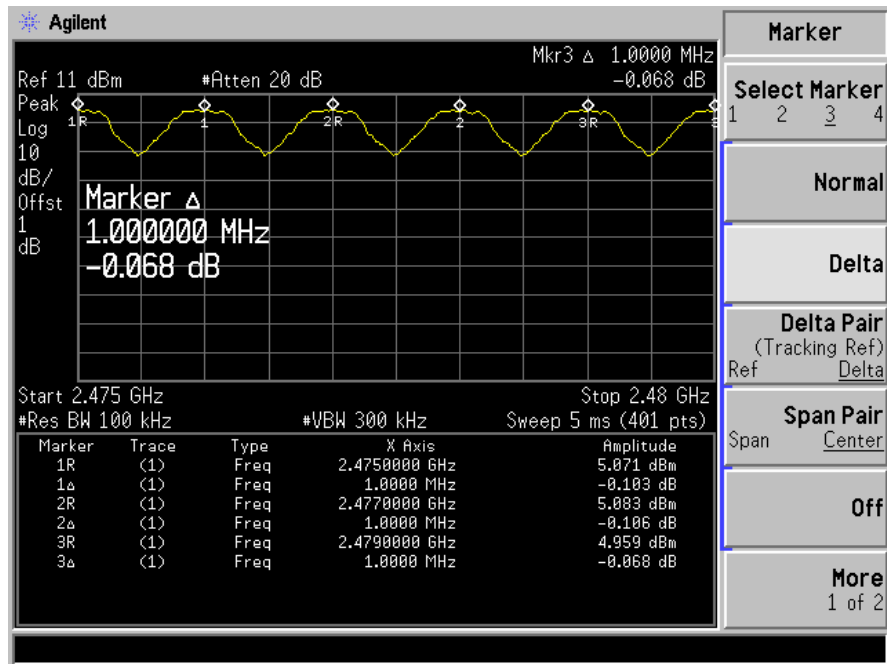 Agilent
Marker
Mkr3 Δ 1.0000 MHz
Ref 11 dBm #Atten 20 dB -0.068 dB
Peak
Log
10
dB/
Offst
1
dB
1R 1 2R 2 3R 3
Marker Δ
1.000000 MHz
-0.068 dB
Start 2.475 GHz Stop 2.48 GHz
#Res BW 100 kHz #VBW 300 kHz Sweep 5 ms (401 pts)
Marker Trace Type X Axis Amplitude
1R (1) Freq 2.4750000 GHz 5.071 dBm
1Δ (1) Freq 1.0000 MHz -0.103 dB
2R (1) Freq 2.4770000 GHz 5.083 dBm
2Δ (1) Freq 1.0000 MHz -0.106 dB
3R (1) Freq 2.4790000 GHz 4.959 dBm
3Δ (1) Freq 1.0000 MHz -0.068 dB
Select Marker
1 2 3 4
Normal
Delta
Delta Pair
(Tracking Ref)
Ref Delta
Span Pair
Span Center
Off
More
1 of 2